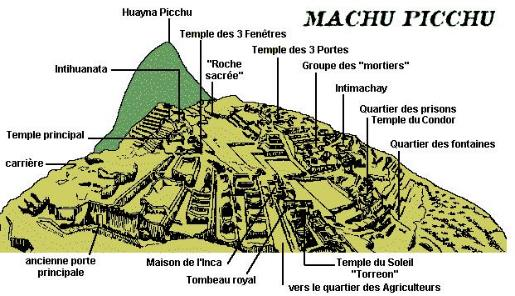 MACHU PICCHU
Huayna Picchu
Temple des 3 Fenêtres
Temple des 3 Portes
"Roche
sacrée"
Groupe des "mortiers"
Intihuanata
Intimachay
Quartier des prisons
Temple du Condor
Temple principal
Quartier des fontaines
carrière
ancienne porte
principale
Maison de l'Inca
Temple du Soleil
"Torreon"
Tombeau royal
vers le quartier des Agriculteurs